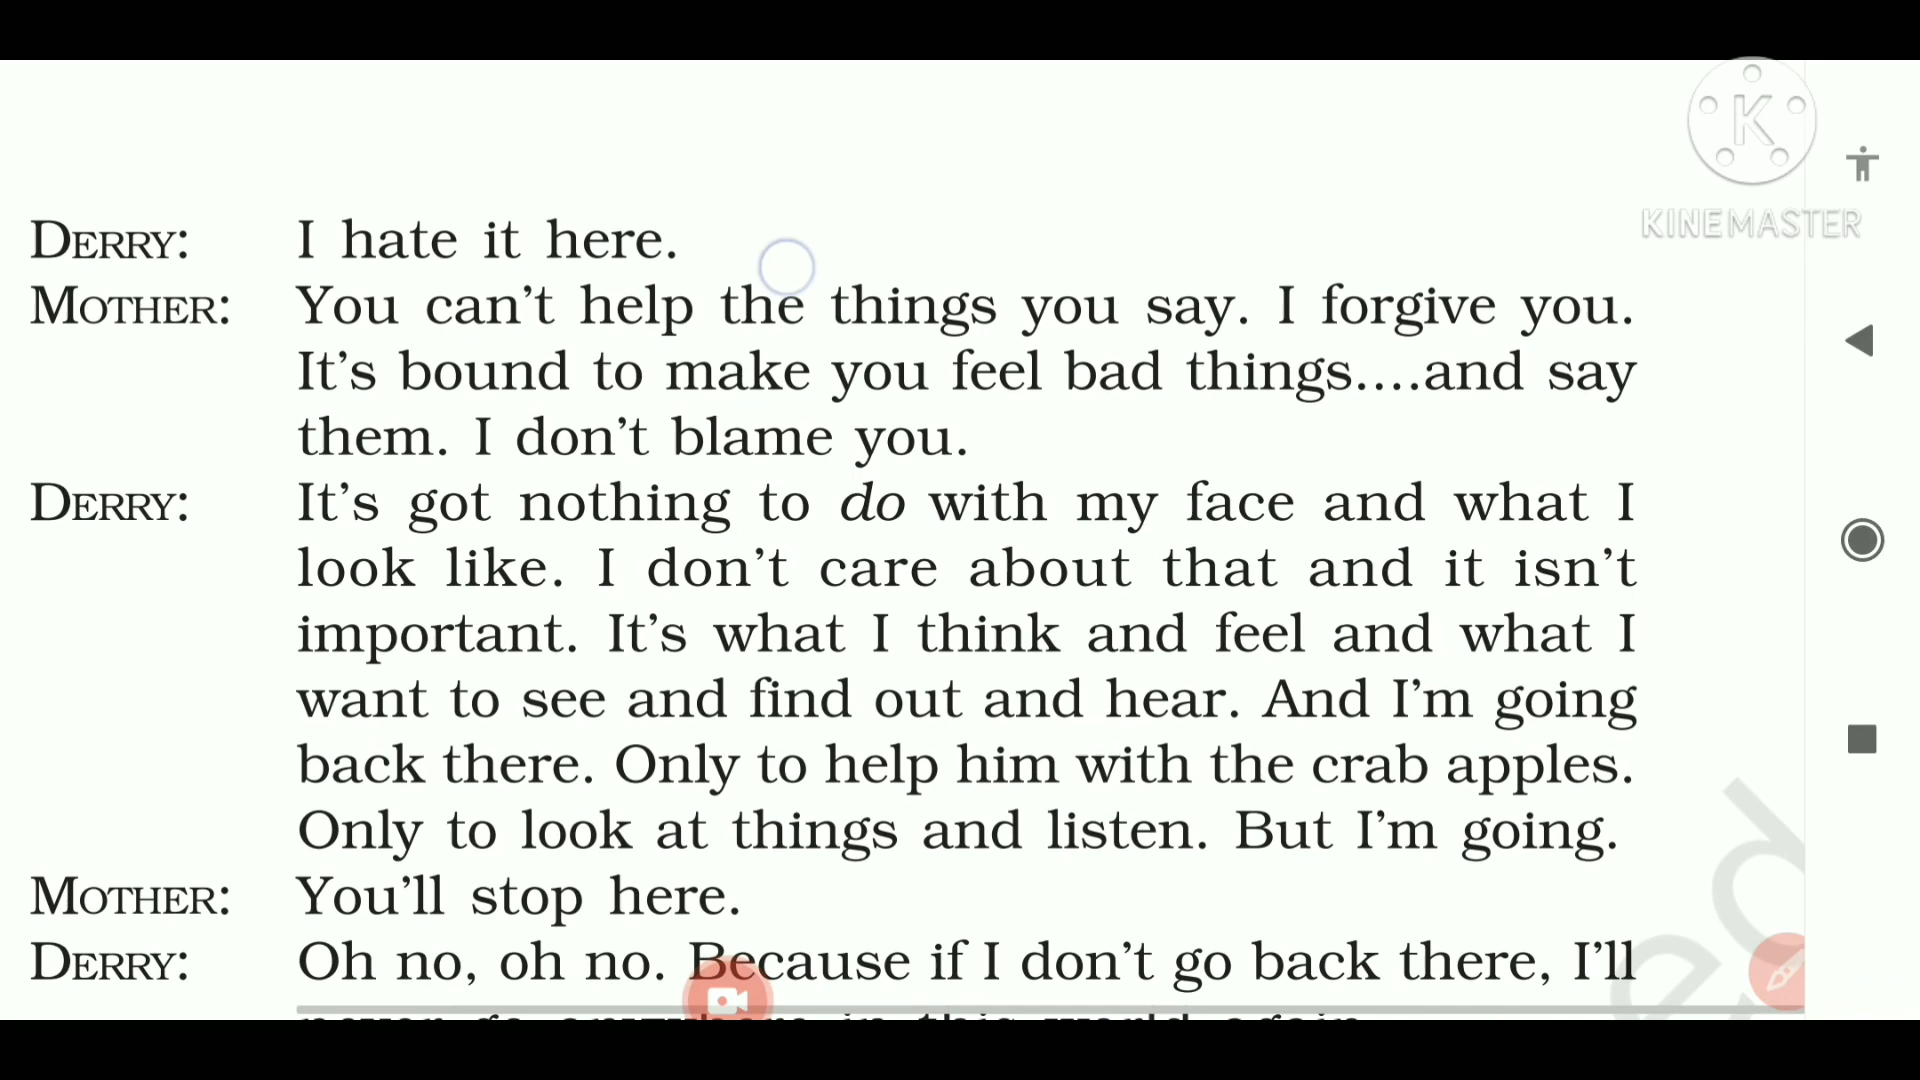 KINEMASTER
DERRY: I hate it here.
MOTHER: You can't help the things you say. I forgive you.
It's bound to make you feel bad things....and say
them. I don't blame you.
DERRY: It's got nothing to do with my face and what I
look like. I don't care about that and it isn't
important. It's what I think and feel and what I
want to see and find out and hear. And I'm going
back there. Only to help him with the crab apples.
Only to look at things and listen. But I'm going.
MOTHER: You'll stop here.
DERRY: Oh no, oh no. Because if I don't go back there, I'll